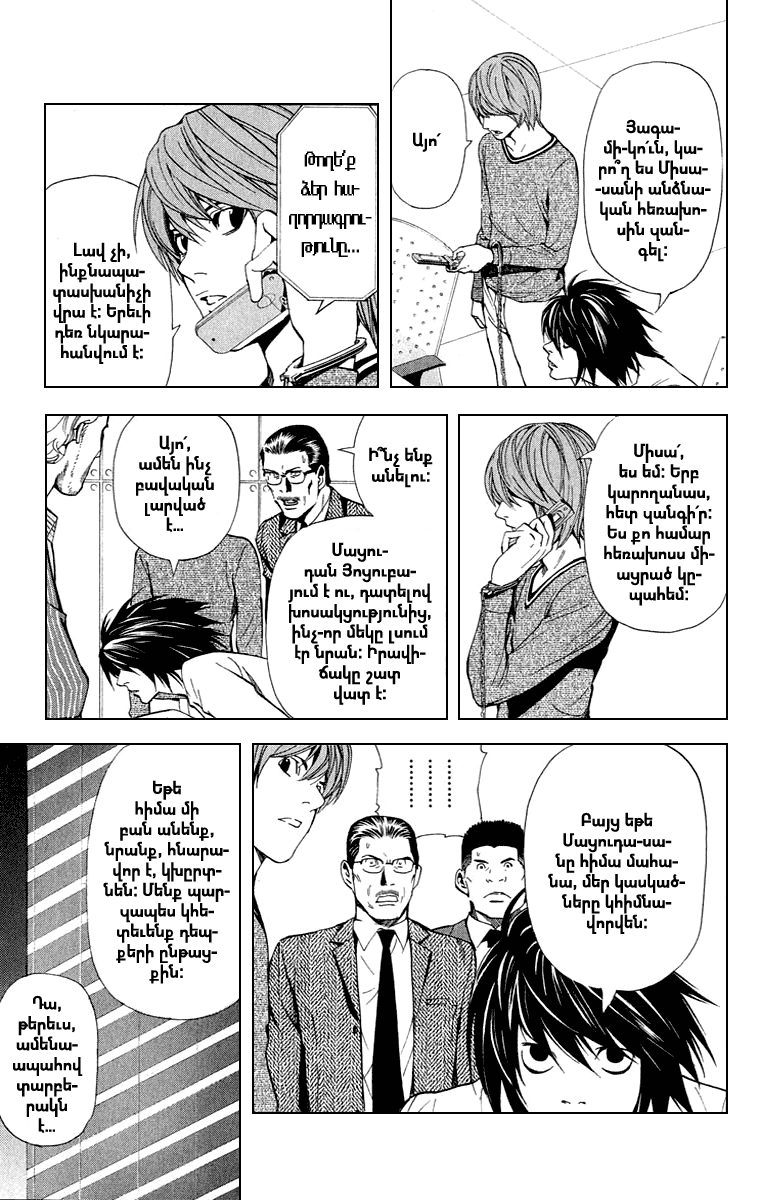 Յագա-
մի-կո՛ւն, կա-
րո՞ղ ես Միսա-
-սանի անձնա-
կան հեռախո-
սին զան-
գել:
Այո՛
Թողե՛ք
ձեր հա-
ղորդագրու-
թյունը...
Լավ չի,
ինքնապա-
տասխանիչի
վրա է: Երեւի
դեռ նկարա-
հանվում է:
Միսա՛,
ես եմ: Երբ
կարողանաս,
հետ զանգի՛ր:
Ես քո համար
հեռախոսս մի-
ացրած կը-
պահեմ:
Ի՞նչ ենք
անելու:
Մացու-
դան Յոցուբա-
յում է ու, դատելով
խոսակցությունից,
ինչ-որ մեկը լսում
էր նրան: Իրավի-
ճակը շատ
վատ է:
Այո՛,
ամեն ինչ
բավական
լարված
է...
Բայց եթե
Մացուդա-սա-
նը հիմա մահա-
նա, մեր կասկած-
ները կհիմնա-
վորվեն:
Եթե
հիմա մի
բան անենք,
նրանք, հնարա-
վոր է, կխըրտ-
նեն: Մենք պար-
զապես կհե-
տեւենք դեպ-
քերի ընթաց-
քին:
Դա,
թերեւս,
ամենա-
ապահով
տարբե-
րակն
է...